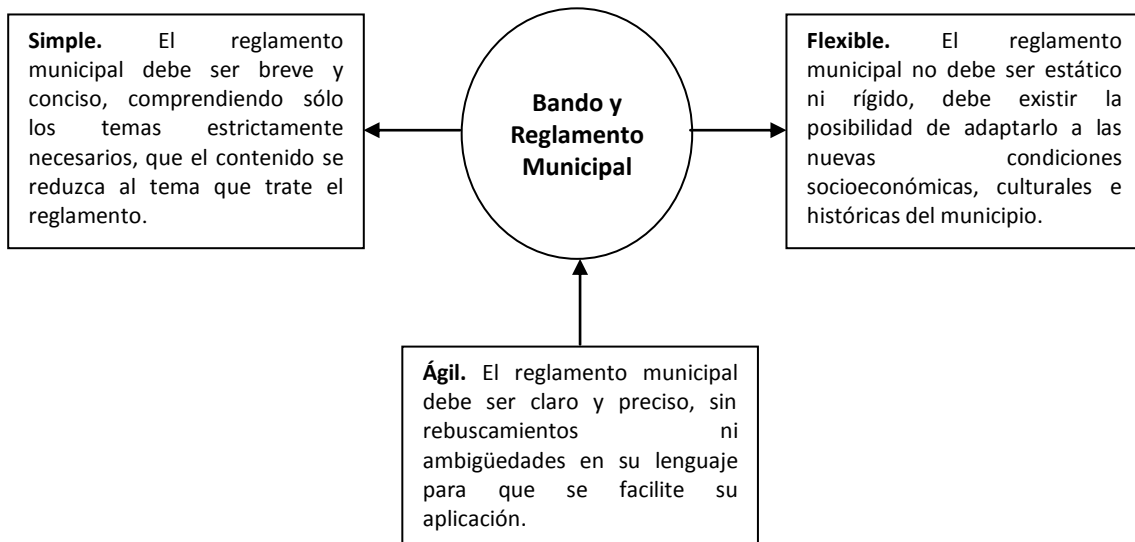 Simple. El reglamento
municipal debe ser breve y
conciso, comprendiendo sólo
los temas estrictamente
necesarios, que el contenido se
reduzca al tema que trate el
reglamento.
Bando y
Reglamento
Municipal
Flexible. El reglamento
municipal no debe ser estático
ni rígido, debe existir la
posibilidad de adaptarlo a las
nuevas condiciones
socioeconómicas, culturales e
históricas del municipio.
Ágil. El reglamento municipal
debe ser claro y preciso, sin
rebuscamientos ni
ambigüedades en su lenguaje
para que se facilite su
aplicación.